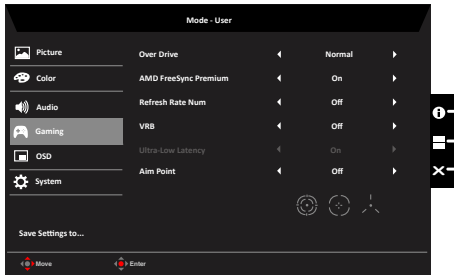 Mode - User
Picture
Color
Audio
Gaming
OSD
System
Over Drive Normal
AMD FreeSync Premium On
Refresh Rate Num Off
VRB Off
Ultra-Low Latency On
Aim Point Off
Save Settings to...
Move Enter